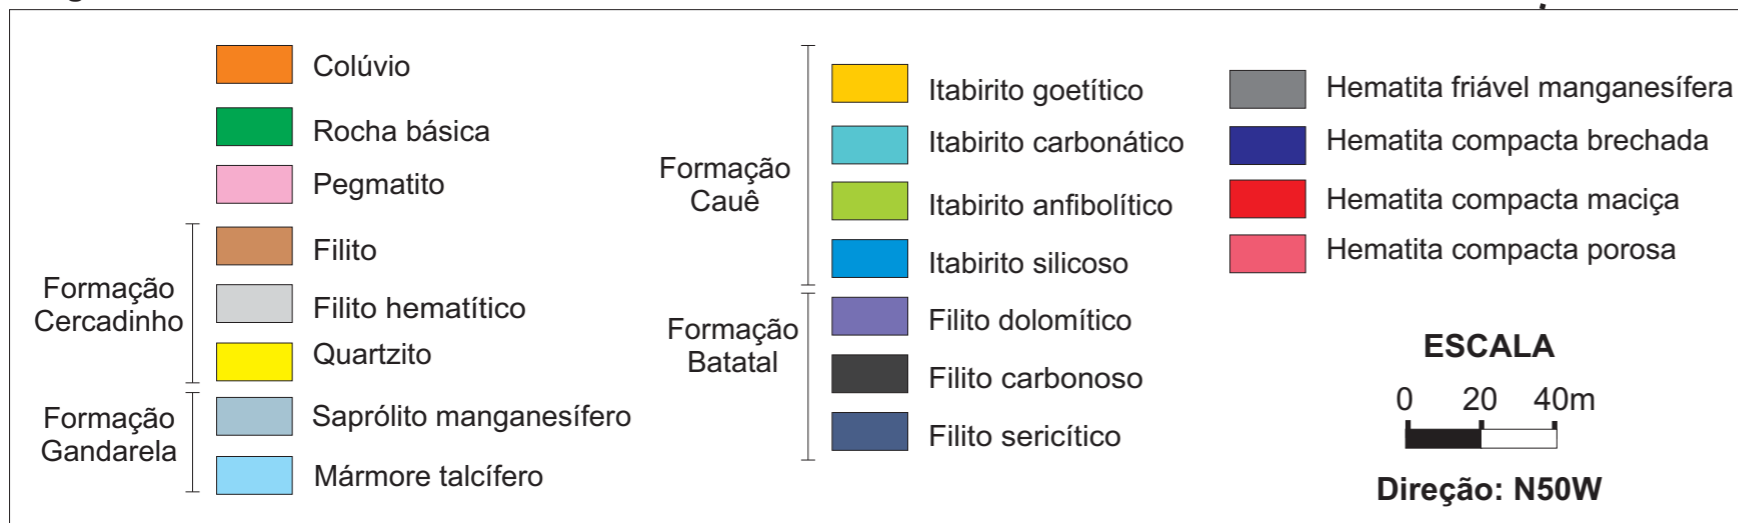 Colúvio
Rocha básica
Pegmatito
Formação
Cercadinho
Filito
Filito hematítico
Quartzito
Formação
Gandarela
Saprólito manganesífero
Mármore talcífero
Formação
Cauê
Itabirito goetítico
Itabirito carbonático
Itabirito anfibolítico
Itabirito silicoso
Formação
Batatal
Filito dolomítico
Filito carbonoso
Filito sericítico
Hematita friável manganesífera
Hematita compacta brechada
Hematita compacta maciça
Hematita compacta porosa
ESCALA
0 20 40m
Direção: N50W